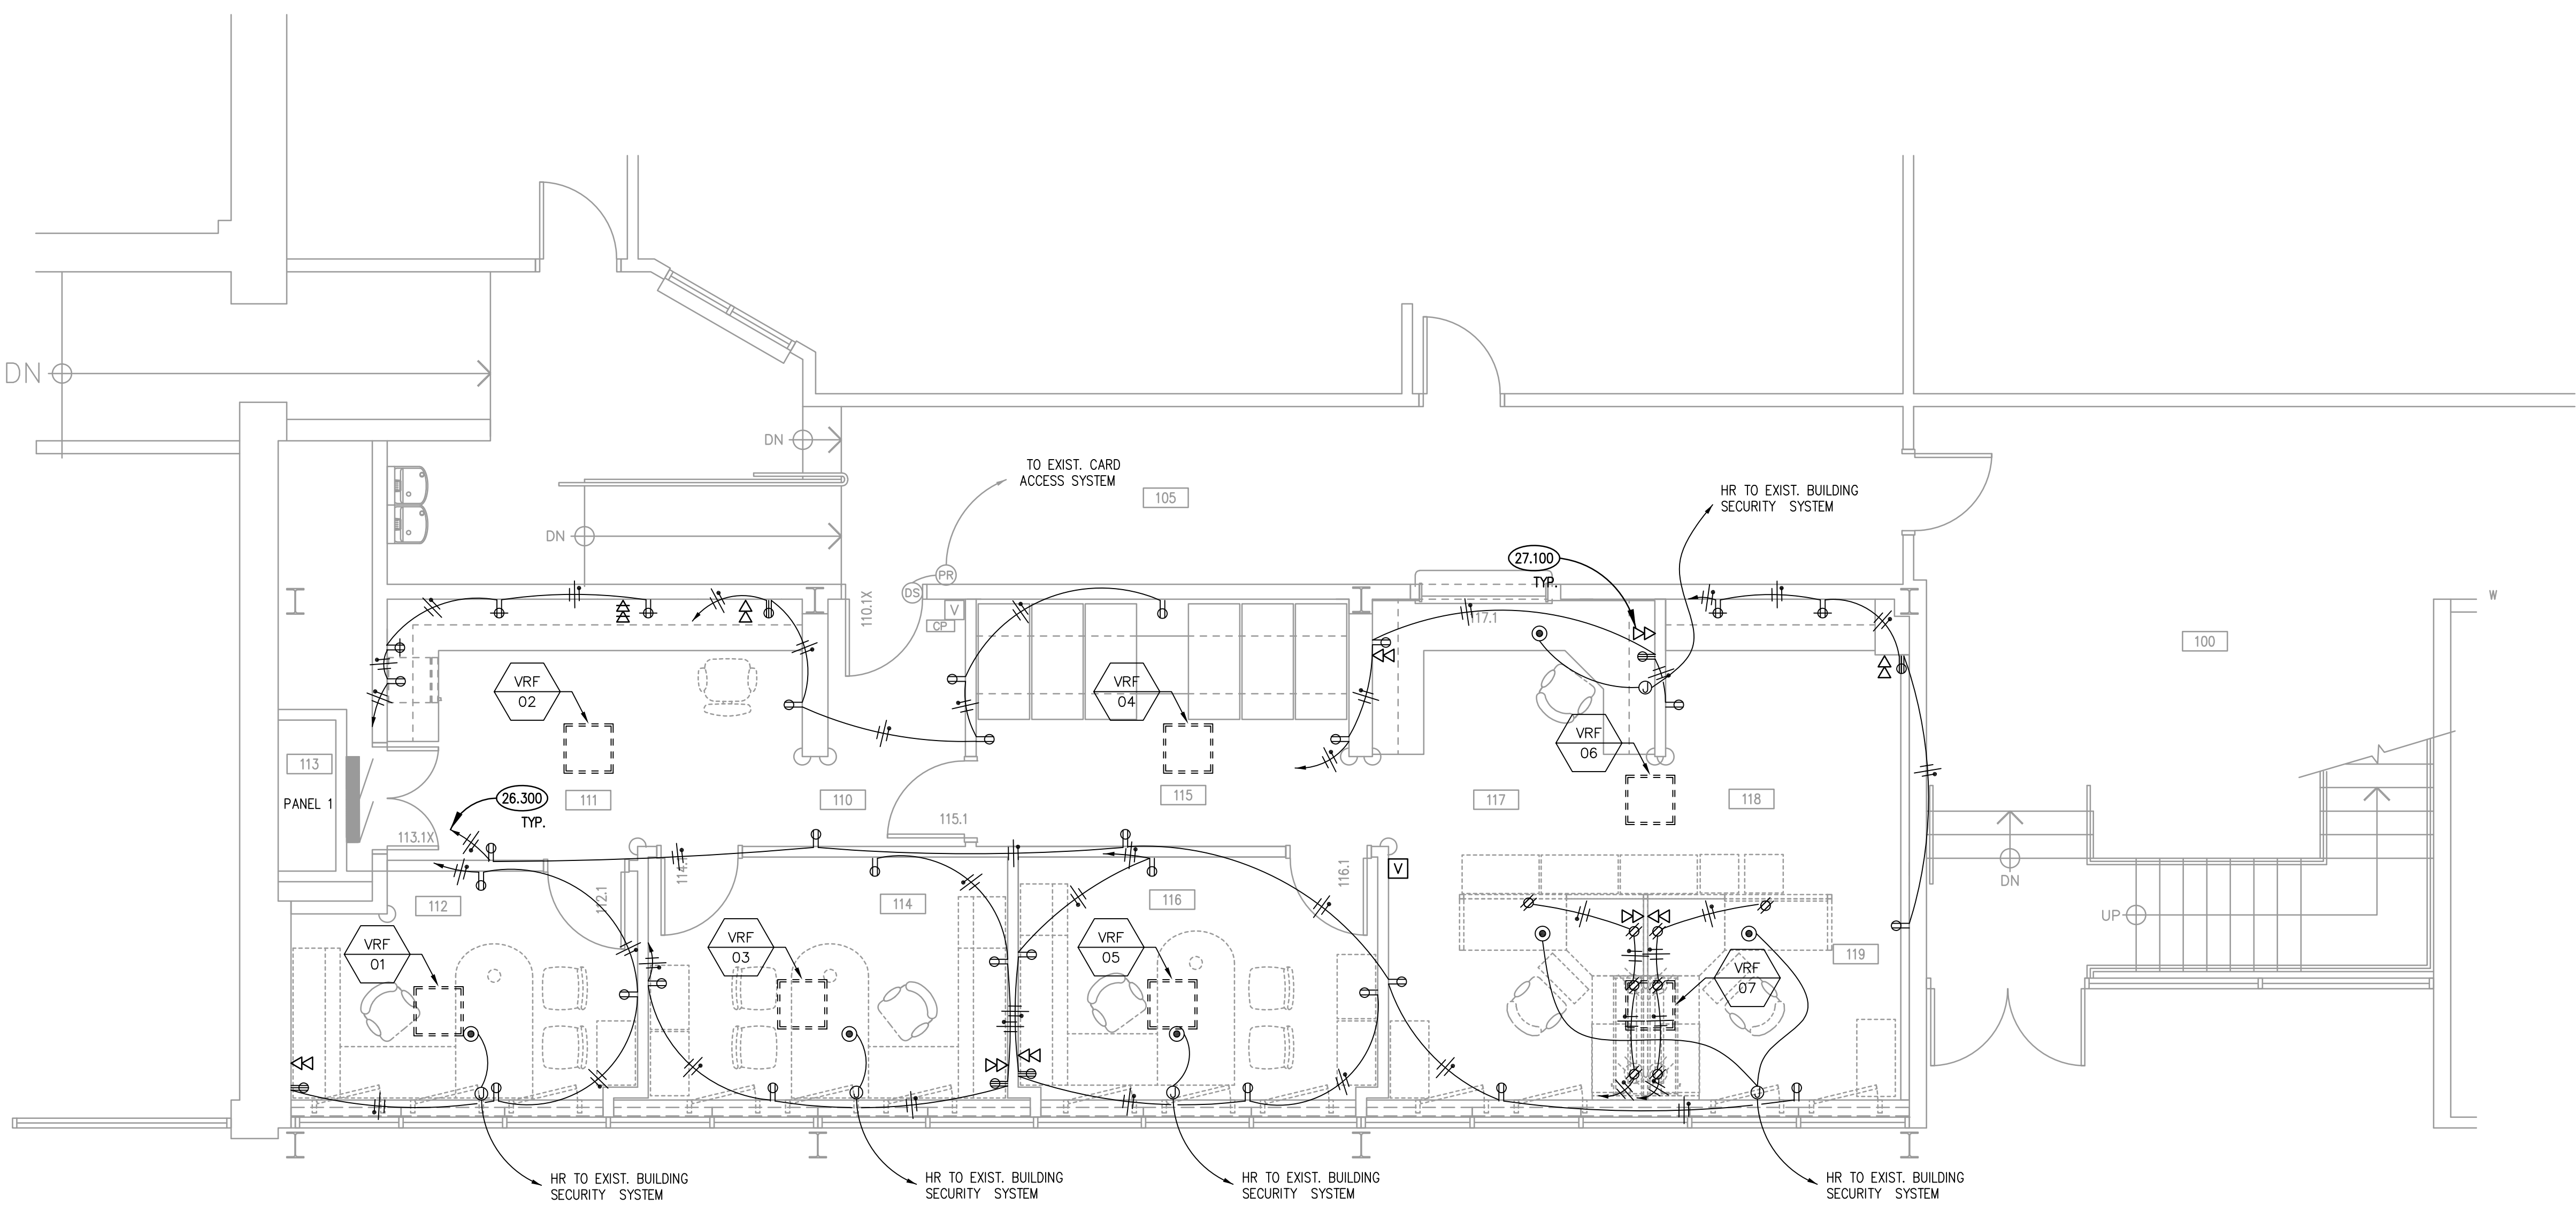 DN
DN
TO EXIST. CARD
ACCESS SYSTEM
105
HR TO EXIST. BUILDING
SECURITY SYSTEM
DN
27.100
TYP.
PR
DS
110.1X
V
CP
17.1
W
100
VRF
02
VRF
04
J
VRF
06
113
PANEL 1
26.300
TYP.
111
110
115
117
118
113.1X
115.1
114.
116.1
V
DN
112.1
112
114
116
UP
VRF
01
VRF
03
VRF
05
119
VRF
07
J
J
J
J
HR TO EXIST. BUILDING
SECURITY SYSTEM
HR TO EXIST. BUILDING
SECURITY SYSTEM
HR TO EXIST. BUILDING
SECURITY SYSTEM
HR TO EXIST. BUILDING
SECURITY SYSTEM